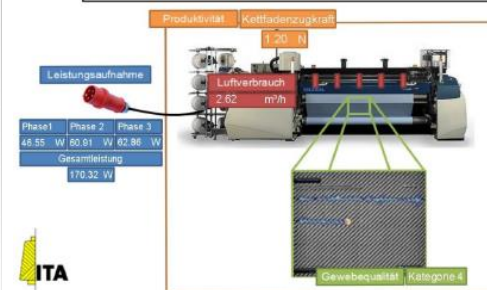 Produktivität Kettfadenzugkraft
1.20 N
Leistungsaufnahme
Luftverbrauch
2.62 m³/h
Phase1 Phase 2 Phase 3
46.55 W 60.91 W 62.86 W
Gesamtleistung
170.32 W
ITA
Gewebequalität Kategorie 4